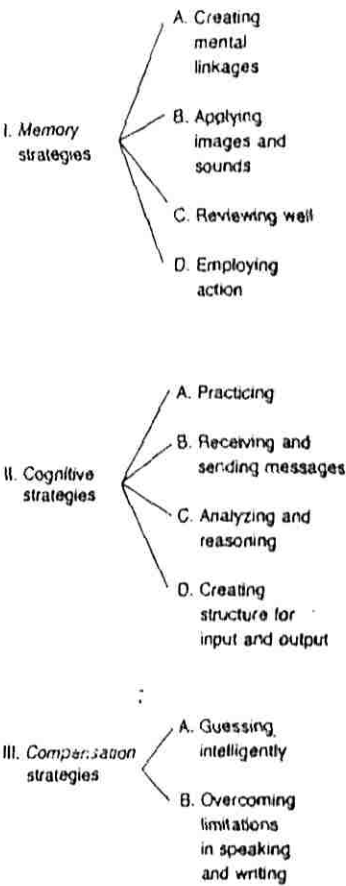 A. Creating
mental
linkages
I. Memory
strategies
B. Applying
images and
sounds
C. Reviewing well
D. Employing
action
A. Practicing
B. Receiving and
sending messages
II. Cognitive
strategies
C. Analyzing and
reasoning
D. Creating
structure for
input and output
A. Guessing
intelligently
III. Compensation
strategies
B. Overcoming
limitations
in speaking
and writing